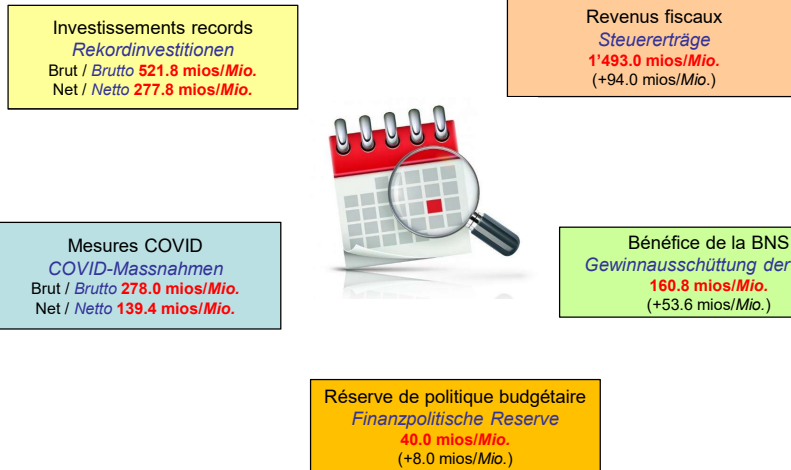 Investissements records
Rekordinvestitionen
Brut / Brutto 521.8 mios/Mio.
Net / Netto 277.8 mios/Mio.
Revenus fiscaux
Steuererträge
1’493.0 mios/Mio.
(+94.0 mios/Mio.)
Mesures COVID
COVID-Massnahmen
Brut / Brutto 278.0 mios/Mio.
Net / Netto 139.4 mios/Mio.
Bénéfice de la BNS
Gewinnausschüttung der
160.8 mios/Mio.
(+53.6 mios/Mio.)
Réserve de politique budgétaire
Finanzpolitische Reserve
40.0 mios/Mio.
(+8.0 mios/Mio.)